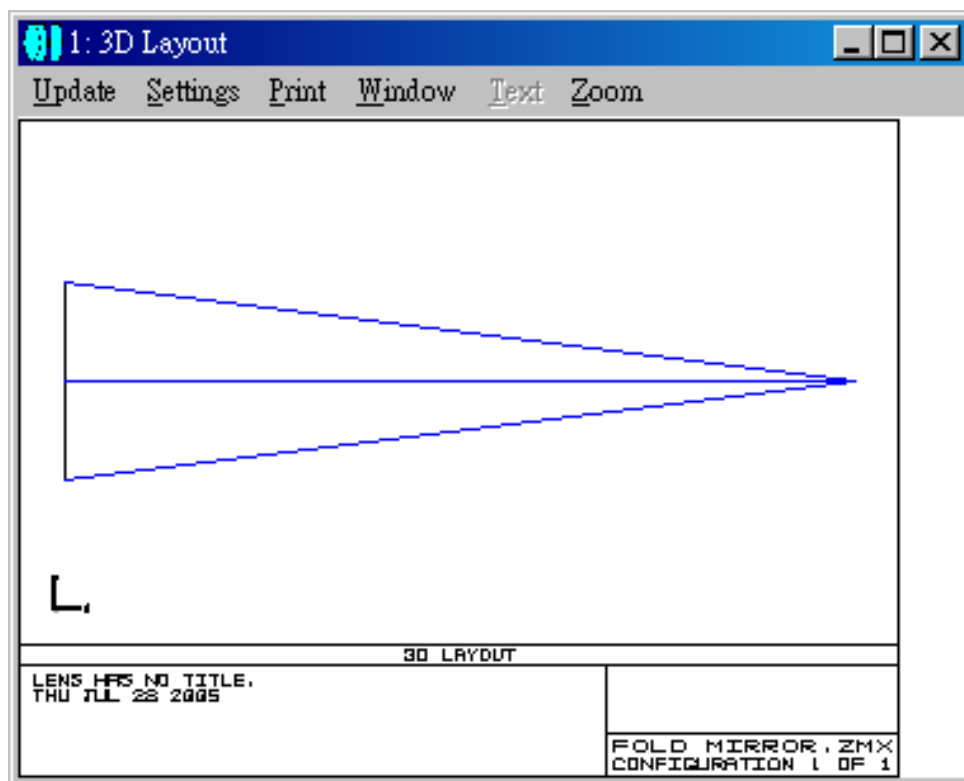 1: 3D Layout
Update Settings Print Window Text Zoom
3D LAYOUT
LENS HAS NO TITLE.
THU JUL 28 2005
FOLD MIRROR.ZMX
CONFIGURATION 1 OF 1